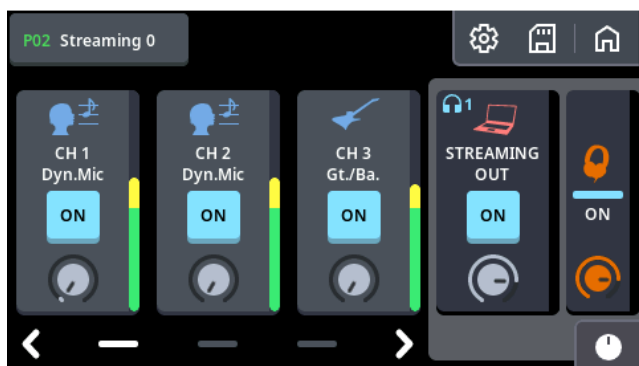 P02 Streaming 0
CH 1
Dyn.Mic
ON
CH 2
Dyn.Mic
ON
CH 3
Gt./Ba.
ON
1
STREAMING
OUT
ON
ON